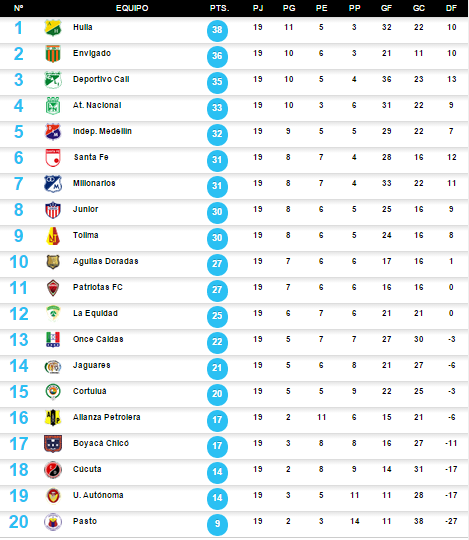 Nº EQUIPO PTS. PJ PG PE PP GF GC DF
1 Huila 38 19 11 5 3 32 22 10
2 Envigado 36 19 10 6 3 21 11 10
3 Deportivo Cali 35 19 10 5 4 36 23 13
4 At. Nacional 33 19 10 3 6 31 22 9
5 Indep. Medellín 32 19 9 5 5 29 22 7
6 Santa Fe 31 19 8 7 4 28 16 12
7 Millonarios 31 19 8 7 4 33 22 11
8 Junior 30 19 8 6 5 25 16 9
9 Tolima 30 19 8 6 5 24 16 8
10 Aguilas Doradas 27 19 7 6 6 17 16 1
11 Patriotas FC 27 19 7 6 6 16 16 0
12 La Equidad 25 19 6 7 6 21 21 0
13 Once Caldas 22 19 5 7 7 27 30 -3
14 Jaguares 21 19 5 6 8 21 27 -6
15 Cortuluá 20 19 5 5 9 22 25 -3
16 Alianza Petrolera 17 19 2 11 6 15 21 -6
17 Boyacá Chicó 17 19 3 8 8 16 27 -11
18 Cúcuta 14 19 2 8 9 14 31 -17
19 U. Autónoma 14 19 3 5 11 11 28 -17
20 Pasto 9 19 2 3 14 11 38 -27